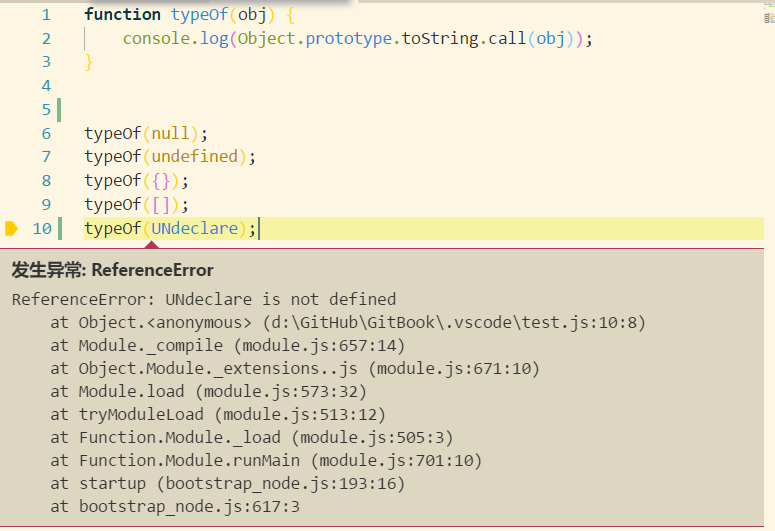 1 function typeOf(obj) {
2     console.log(Object.prototype.toString.call(obj));
3 }
4
5
6 typeOf(null);
7 typeOf(undefined);
8 typeOf({});
9 typeOf([]);
10 typeOf(UNdeclare);
发生异常: ReferenceError
ReferenceError: UNdeclare is not defined
    at Object.<anonymous> (d:\GitHub\GitBook\.vscode\test.js:10:8)
    at Module._compile (module.js:657:14)
    at Object.Module._extensions..js (module.js:671:10)
    at Module.load (module.js:573:32)
    at tryModuleLoad (module.js:513:12)
    at Function.Module._load (module.js:505:3)
    at Function.Module.runMain (module.js:701:10)
    at startup (bootstrap_node.js:193:16)
    at bootstrap_node.js:617:3